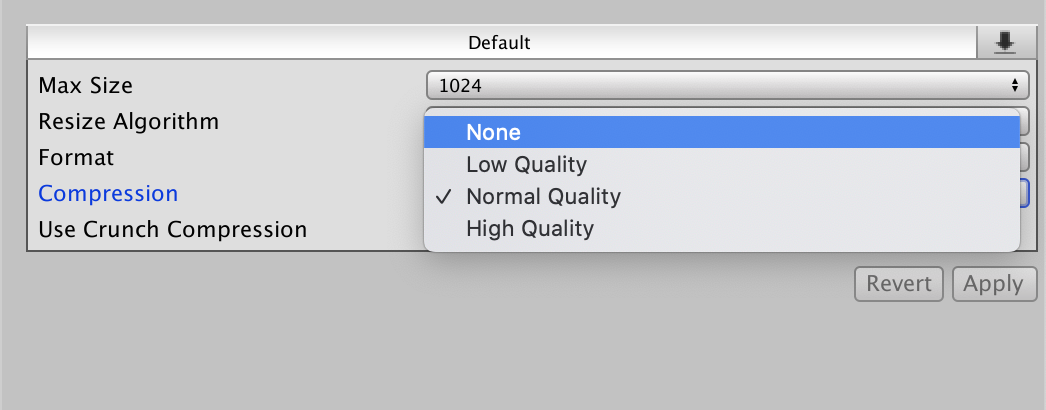 Default
Max Size
1024
Resize Algorithm
None
Format
Low Quality
Compression
Normal Quality
Use Crunch Compression
High Quality
Revert
Apply